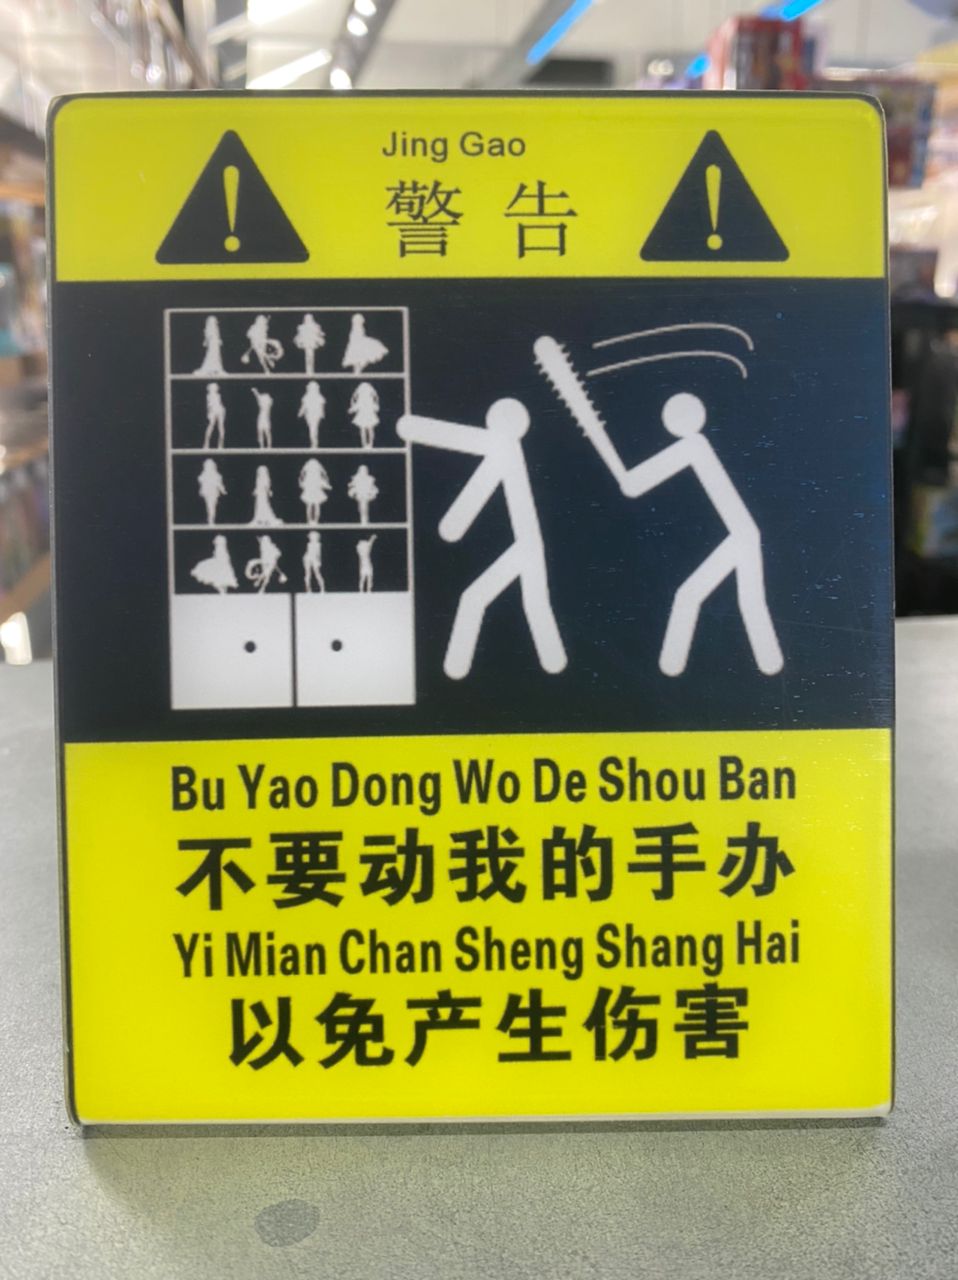 Jing Gao
警告
Bu Yao Dong Wo De Shou Ban
不要动我的手办
Yi Mian Chan Sheng Shang Hai
以免产生伤害